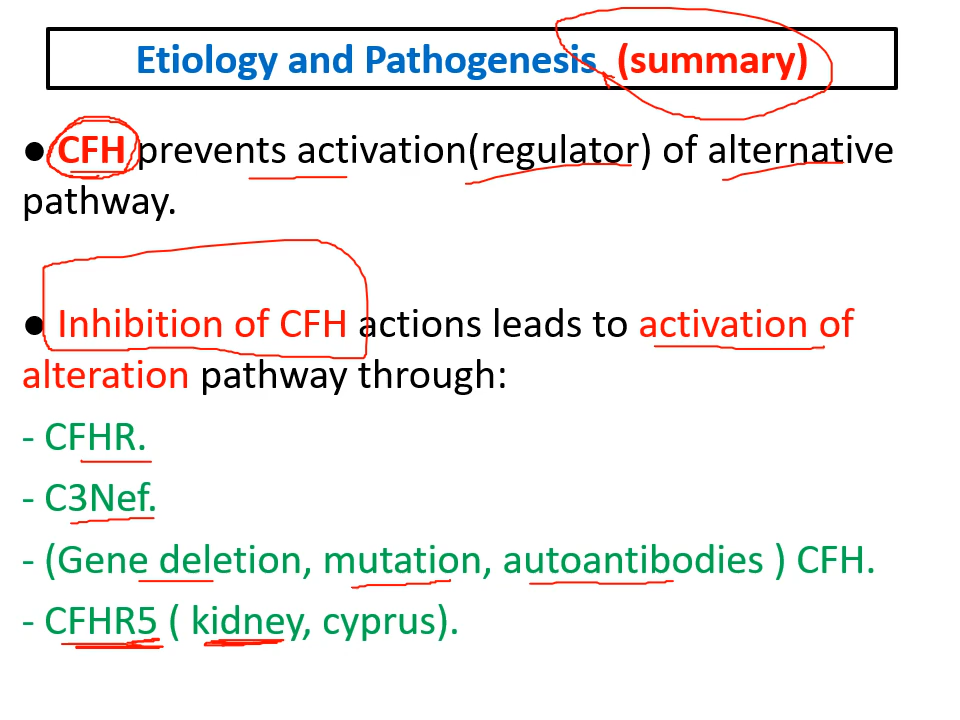 Etiology and Pathogenesis (summary)
● CFH prevents activation(regulator) of alternative
pathway.
● Inhibition of CFH actions leads to activation of
alteration pathway through:
- CFHR.
- C3Nef.
- (Gene deletion, mutation, autoantibodies ) CFH.
- CFHR5 ( kidney, cyprus).